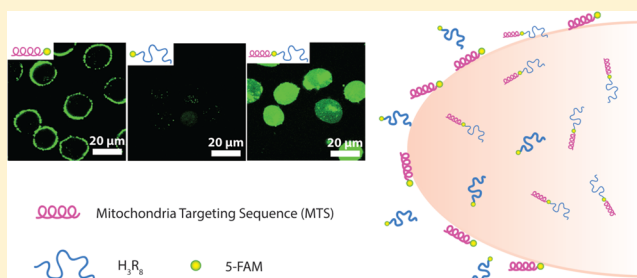 20 μm
20 μm
20 μm
Mitochondria Targeting Sequence (MTS)
H₃R₈
5-FAM